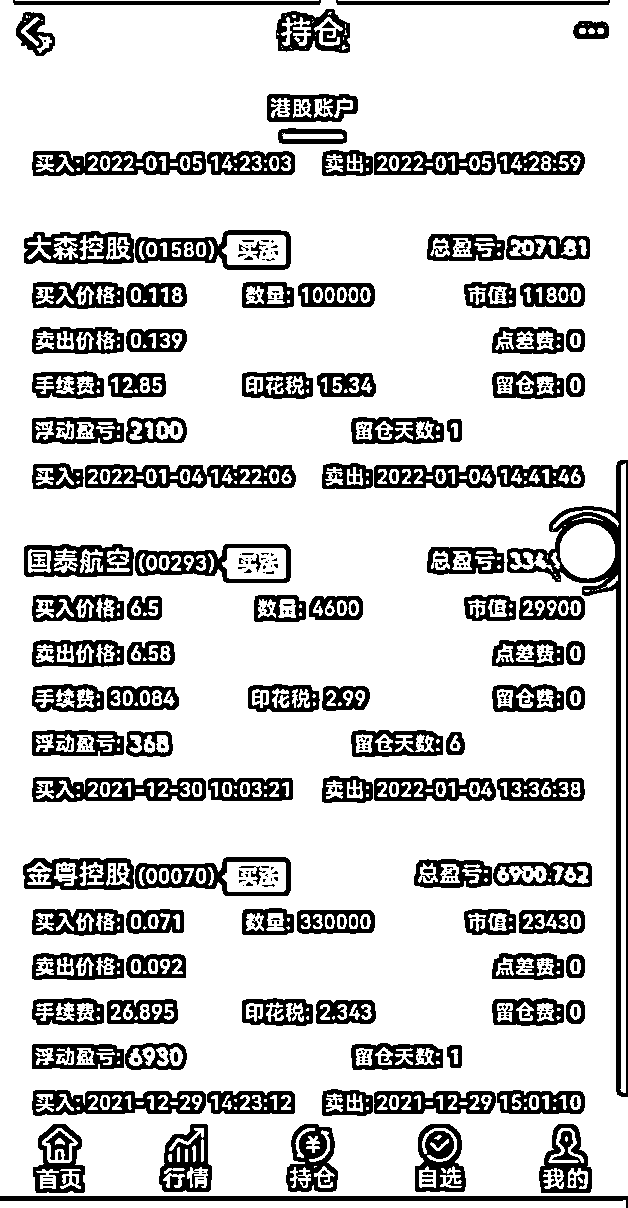 持仓
港股账户
买入: 2022-01-05 14:23:03 卖出: 2022-01-05 14:28:59
大森控股 (01580) 买涨 总盈亏: 2071.81
买入价格: 0.118 数量: 100000 市值: 11800
卖出价格: 0.139 点差费: 0
手续费: 12.85 印花税: 15.34 留仓费: 0
浮动盈亏: 2100 留仓天数: 1
买入: 2022-01-04 14:22:06 卖出: 2022-01-04 14:41:46
国泰航空 (00293) 买涨 总盈亏:
买入价格: 6.5 数量: 4600 市值: 29900
卖出价格: 6.58 点差费: 0
手续费: 30.084 印花税: 2.99 留仓费: 0
浮动盈亏: 368 留仓天数: 6
买入: 2021-12-30 10:03:21 卖出: 2022-01-04 13:36:38
金粤控股 (00070) 买涨 总盈亏: 6900.762
买入价格: 0.071 数量: 330000 市值: 23430
卖出价格: 0.092 点差费: 0
手续费: 26.895 印花税: 2.343 留仓费: 0
浮动盈亏: 6930 留仓天数: 1
买入: 2021-12-29 14:23:12 卖出: 2021-12-29 15:01:10
首页 行情 持仓 自选 我的